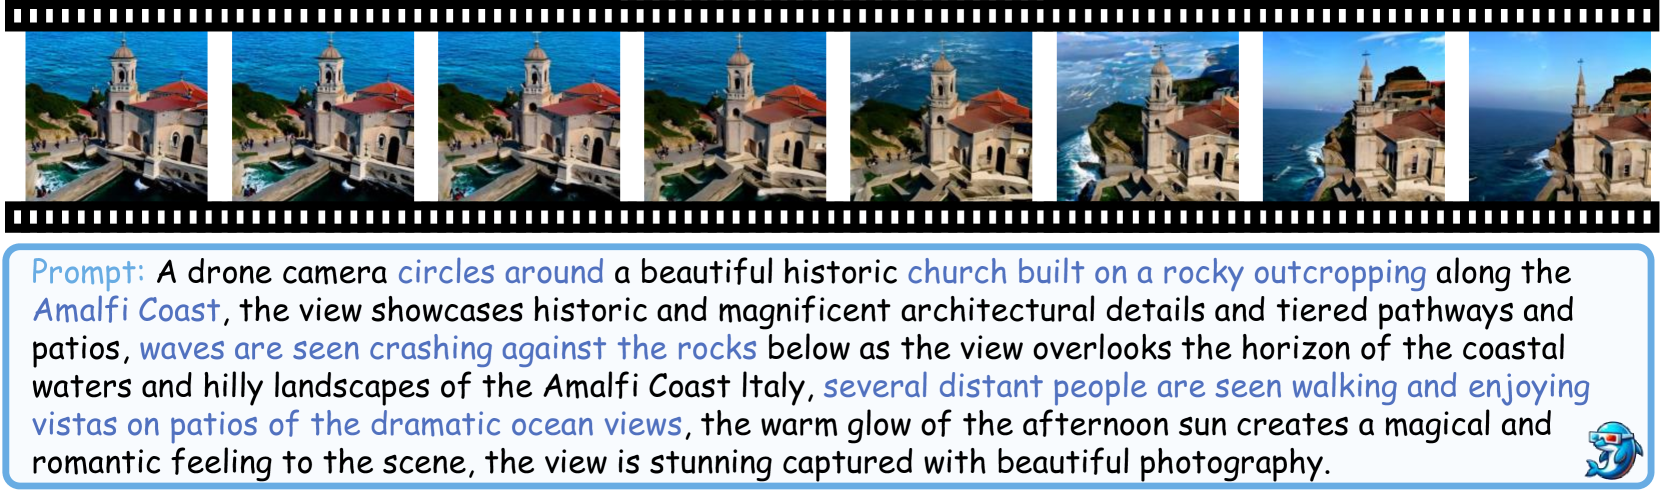 Prompt: A drone camera circles around a beautiful historic church built on a rocky outcropping along the
Amalfi Coast, the view showcases historic and magnificent architectural details and tiered pathways and
patios, waves are seen crashing against the rocks below as the view overlooks the horizon of the coastal
waters and hilly landscapes of the Amalfi Coast Italy, several distant people are seen walking and enjoying
vistas on patios of the dramatic ocean views, the warm glow of the afternoon sun creates a magical and
romantic feeling to the scene, the view is stunning captured with beautiful photography.